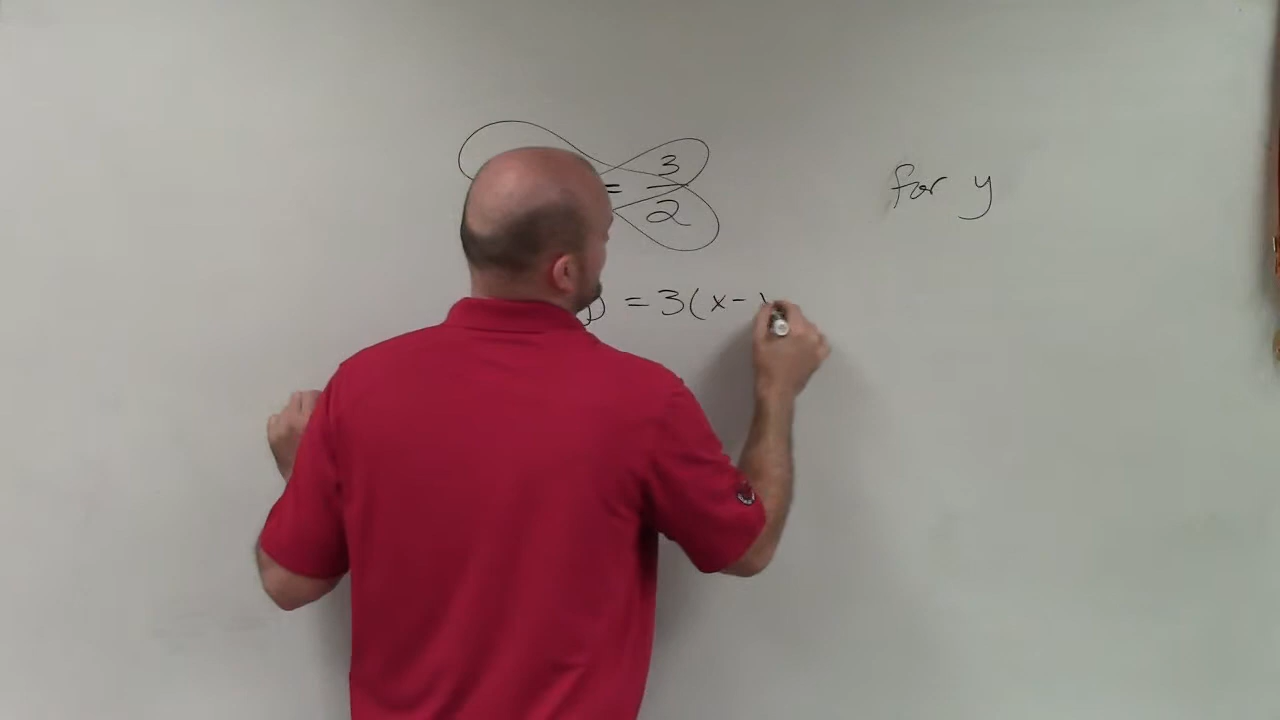 = 3/2
for y
) = 3(x-